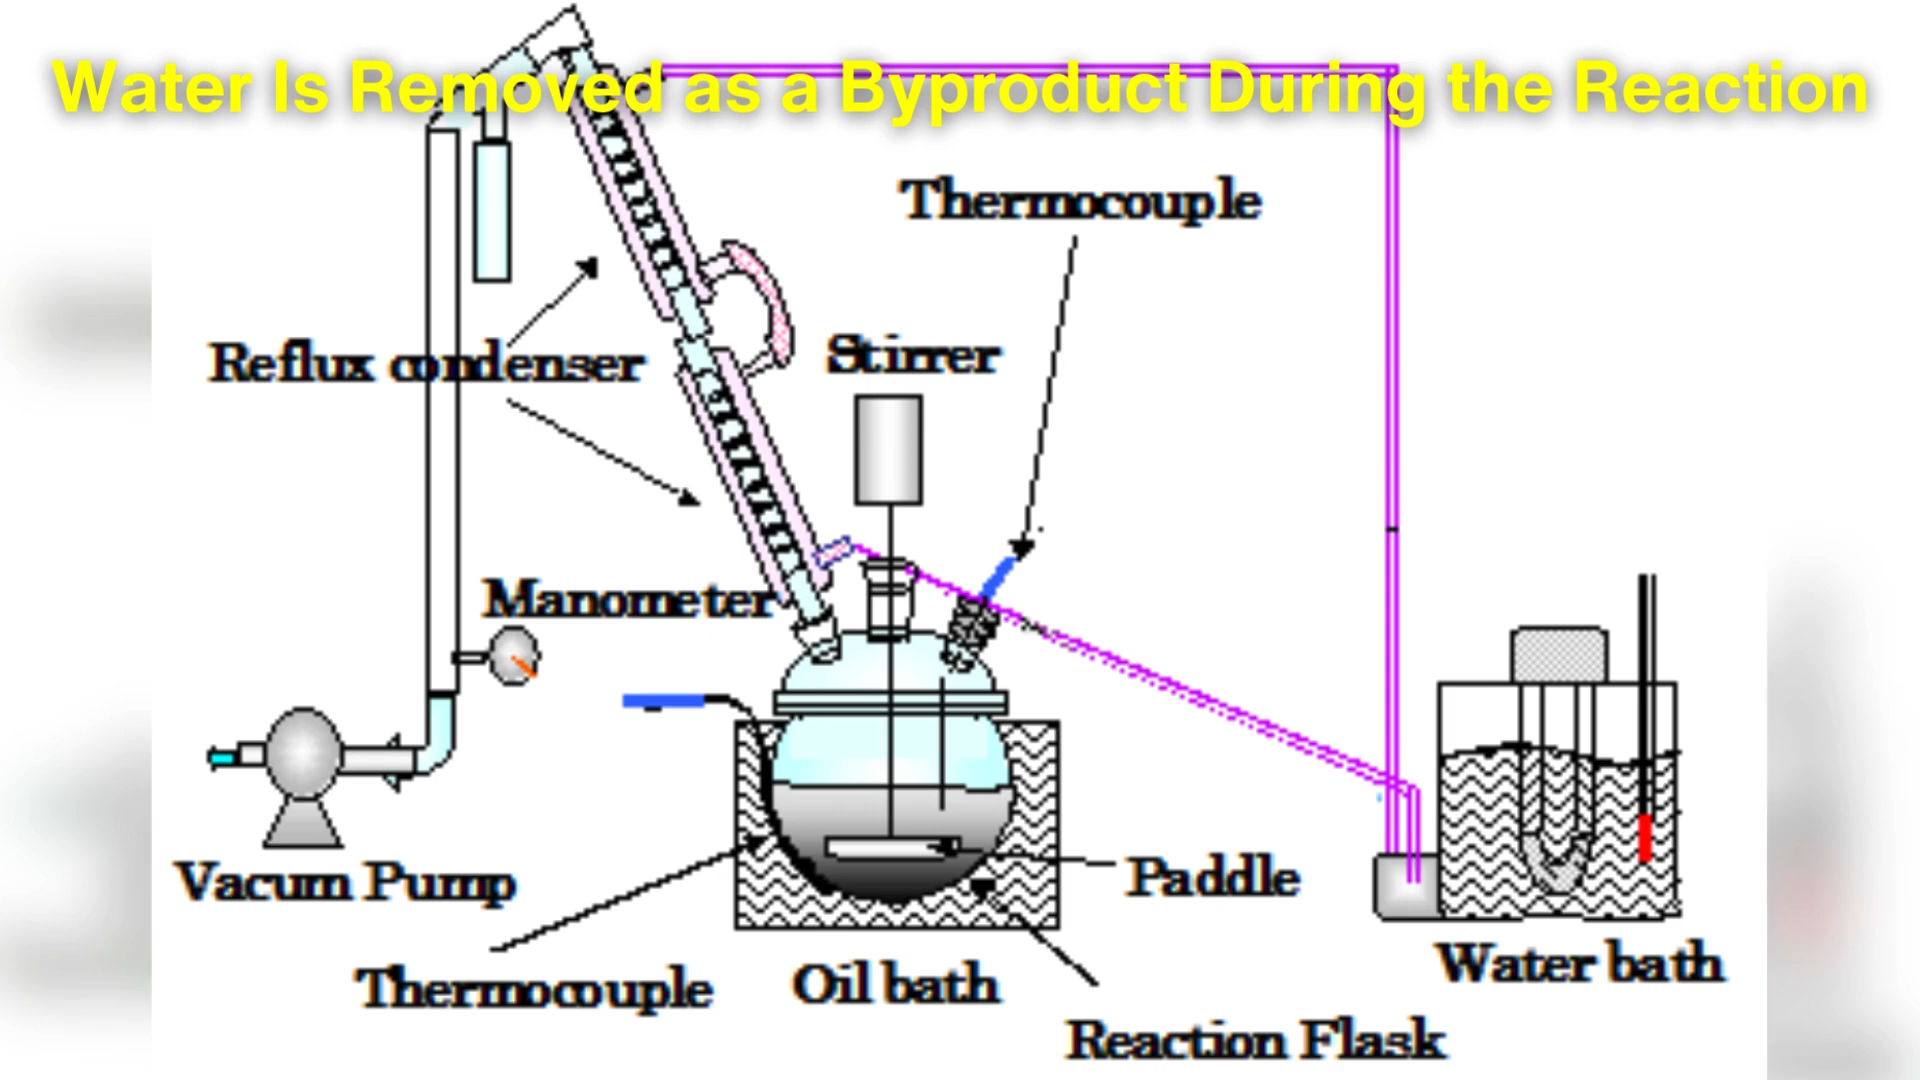 Water Is Removed as a Byproduct During the Reaction
Thermocouple
Reflux condenser
Stirrer
Manometer
Vacum Pump
Paddle
Thermocouple
Oil bath
Water bath
Reaction Flask